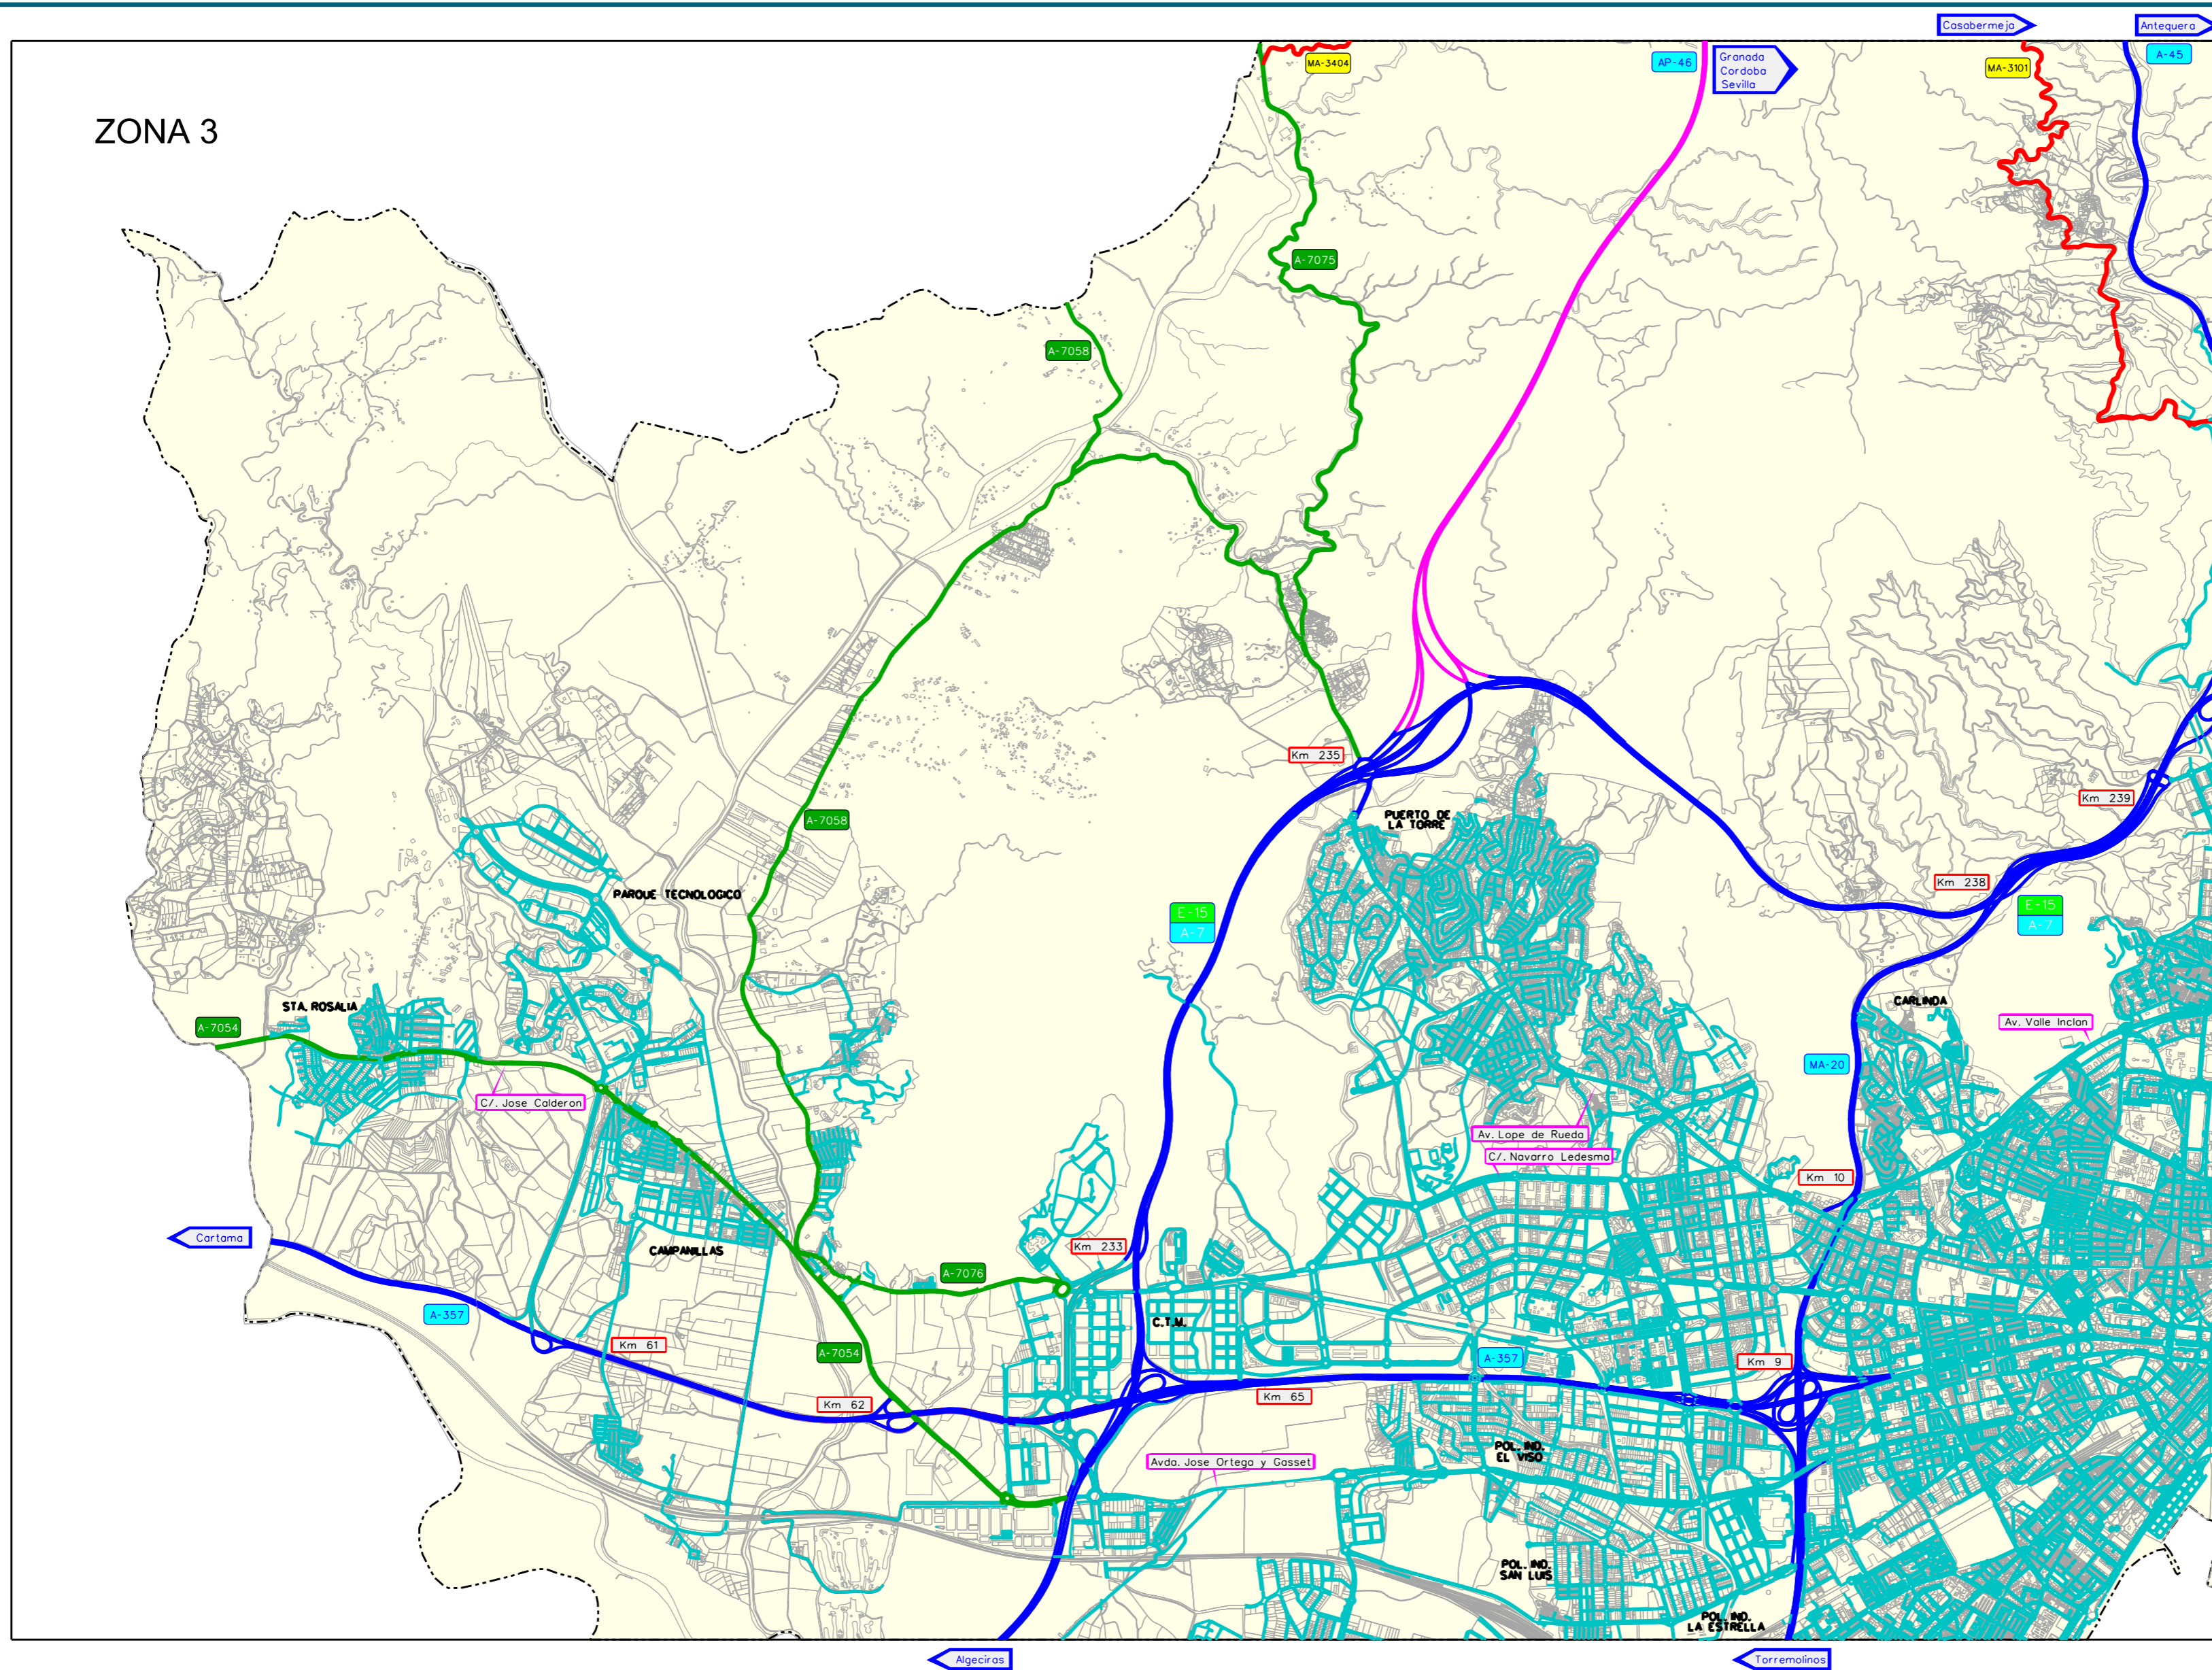 Casabermeja
Antequera
MA-3404
AP-46
Granada
Cordoba
Sevilla
MA-3101
A-45
ZONA 3
A-7075
A-7058
Km 235
Km 239
PUERTO DE
LA TORRE
A-7058
Km 238
PARQUE TECNOLOGICO
E-15
A-7
E-15
A-7
STA. ROSALIA
CARLINDA
A-7054
Av. Valle Inclan
MA-20
C/. Jose Calderon
Av. Lope de Rueda
C/. Navarro Ledesma
Km 10
Cartama
CAMPANILLAS
Km 233
A-7076
A-357
C.T.M.
Km 61
A-7054
A-357
Km 9
Km 62
Km 65
POL. IND.
EL VISO
Avda. Jose Ortega y Gasset
POL. IND.
SAN LUIS
POL. IND.
LA ESTRELLA
Algeciras
Torremolinos